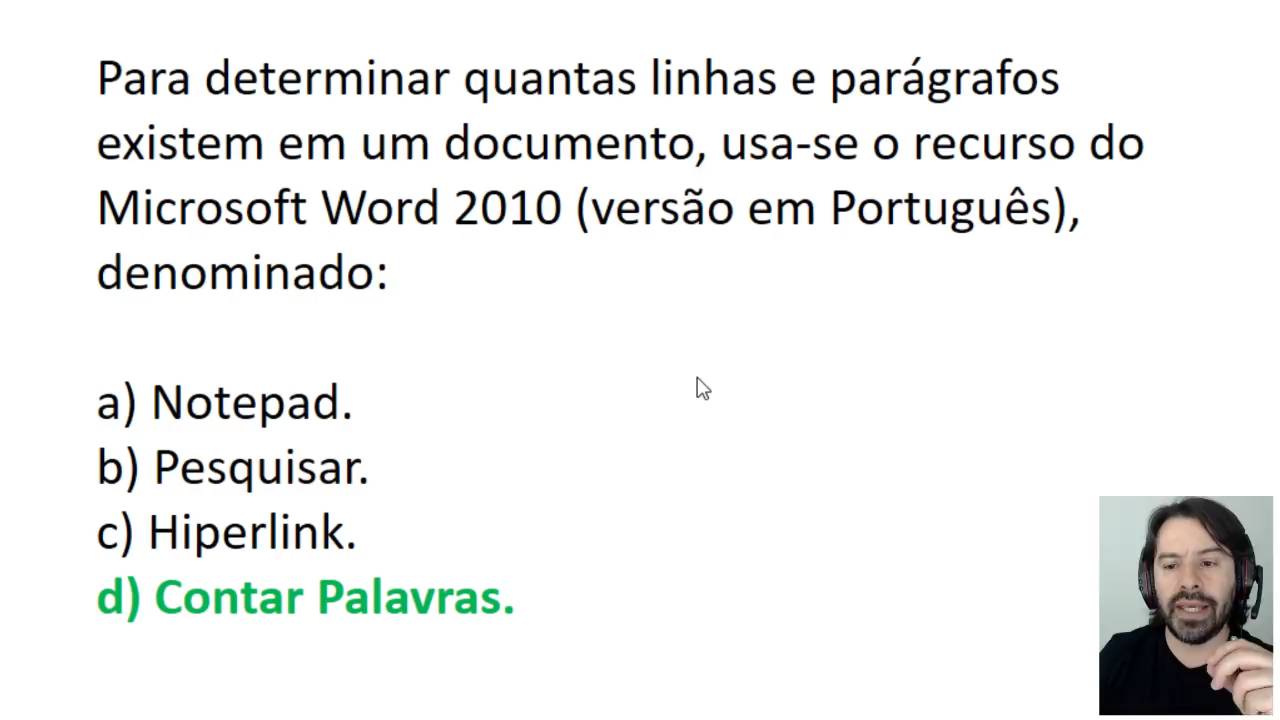 Para determinar quantas linhas e parágrafos
existem em um documento, usa-se o recurso do
Microsoft Word 2010 (versão em Português),
denominado:
a) Notepad.
b) Pesquisar.
c) Hiperlink.
d) Contar Palavras.